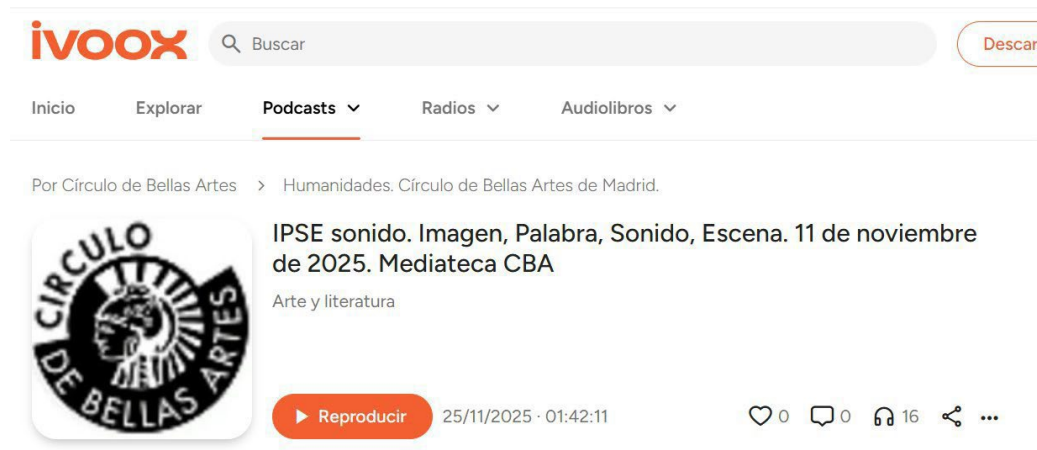 ivoox
Buscar
Descar
Inicio Explorar Podcasts Radios Audiolibros
Por Círculo de Bellas Artes > Humanidades. Círculo de Bellas Artes de Madrid.
CIRCULO DE BELLAS ARTES
IPSE sonido. Imagen, Palabra, Sonido, Escena. 11 de noviembre
de 2025. Mediateca CBA
Arte y literatura
Reproducir 25/11/2025 · 01:42:11 0 0 16